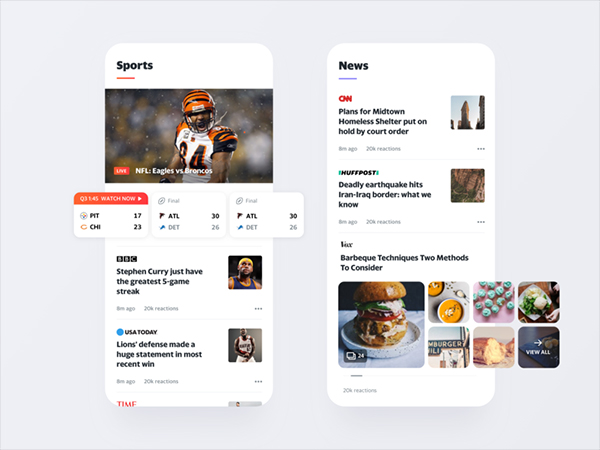 Sports
84
LIVE NFL: Eagles vs Broncos
Q3 1:45 WATCH NOW
PIT 17
CHI 23
Final
ATL 30
DET 26
Final
ATL 30
DET 26
BBC
Stephen Curry just have
the greatest 5-game
streak
8m ago 20k reactions
USA TODAY
Lions' defense made a
huge statement in most
recent win
8m ago 20k reactions
TIME
News
CNN
Plans for Midtown
Homeless Shelter put on
hold by court order
8m ago 20k reactions
HUFFPOST
Deadly earthquake hits
Iran-Iraq border: what we
know
8m ago 20k reactions
Vox
Barbeque Techniques Two Methods
To Consider
24
VIEW ALL
20k reactions